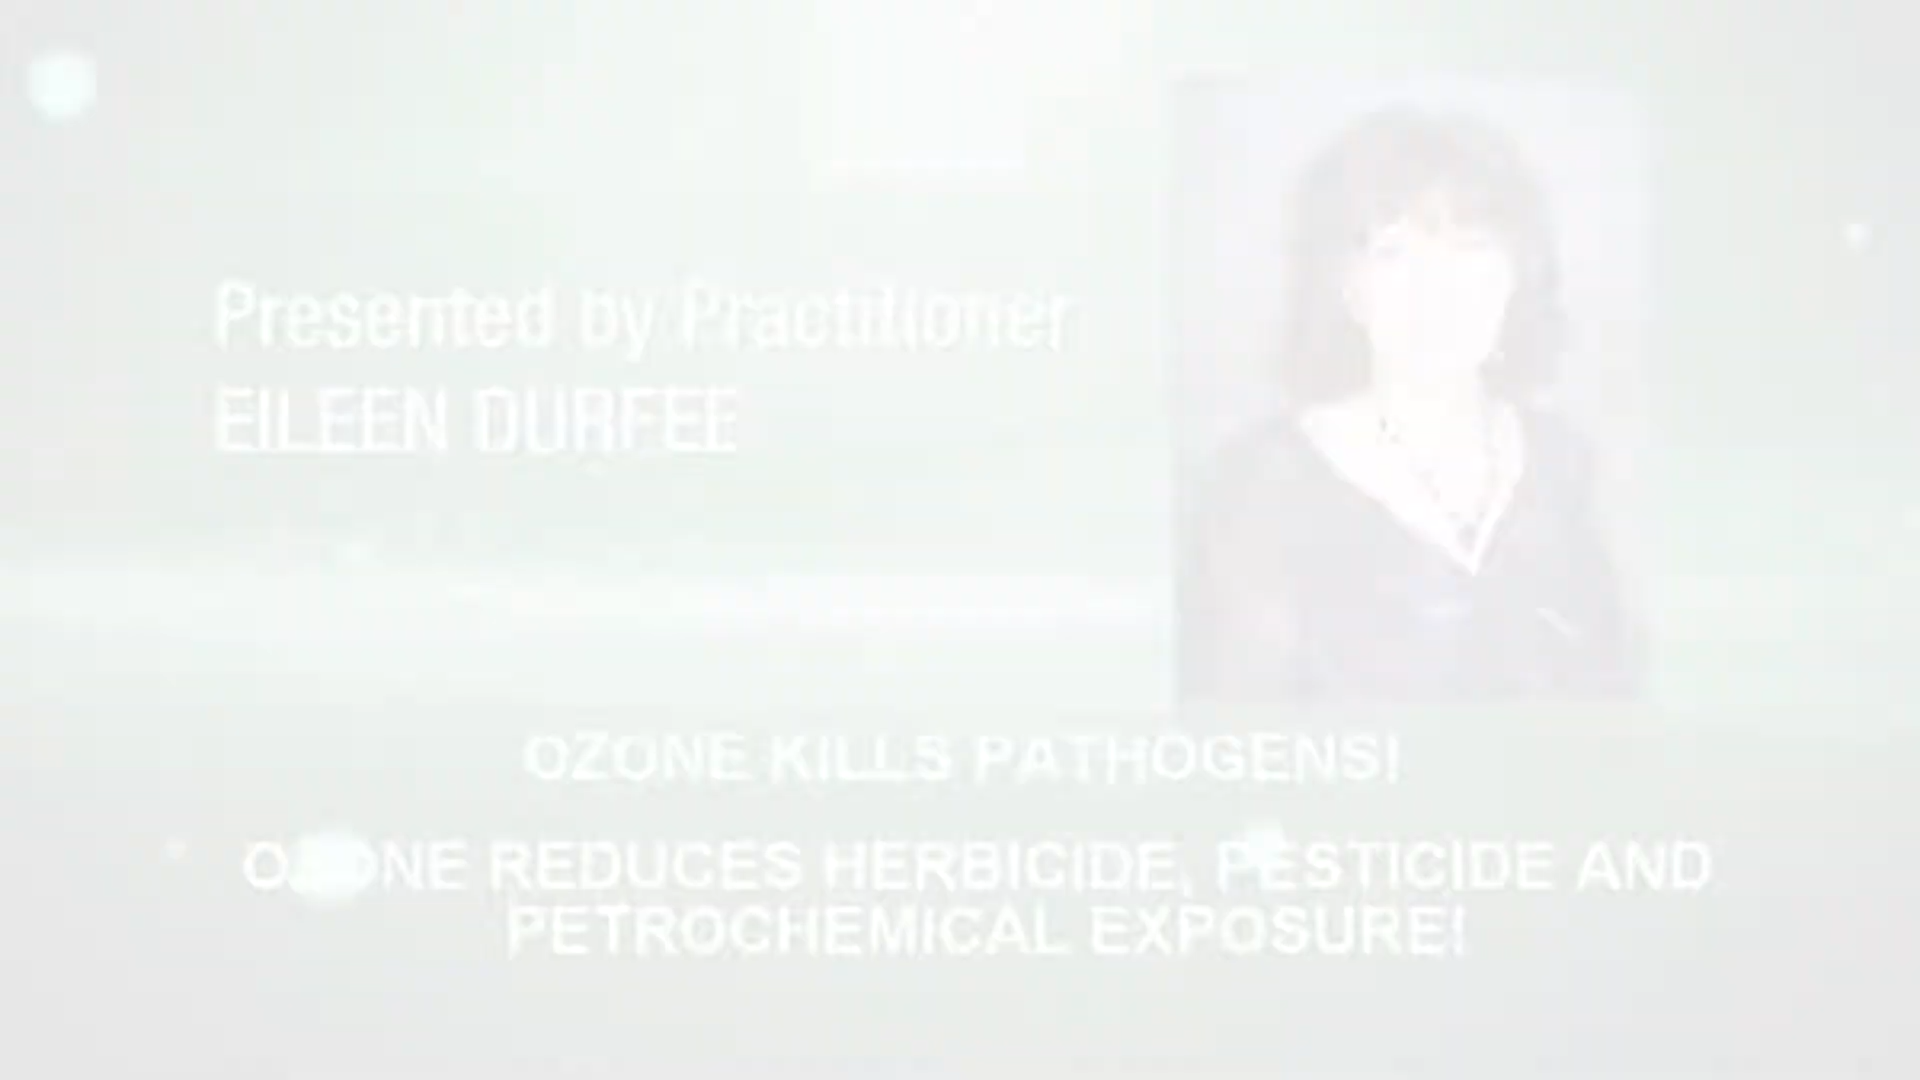 Presented by Practitioner
EILEEN DURFEE
OZONE KILLS PATHOGENS!
OZONE REDUCES HERBICIDE, PESTICIDE AND
PETROCHEMICAL EXPOSURE!